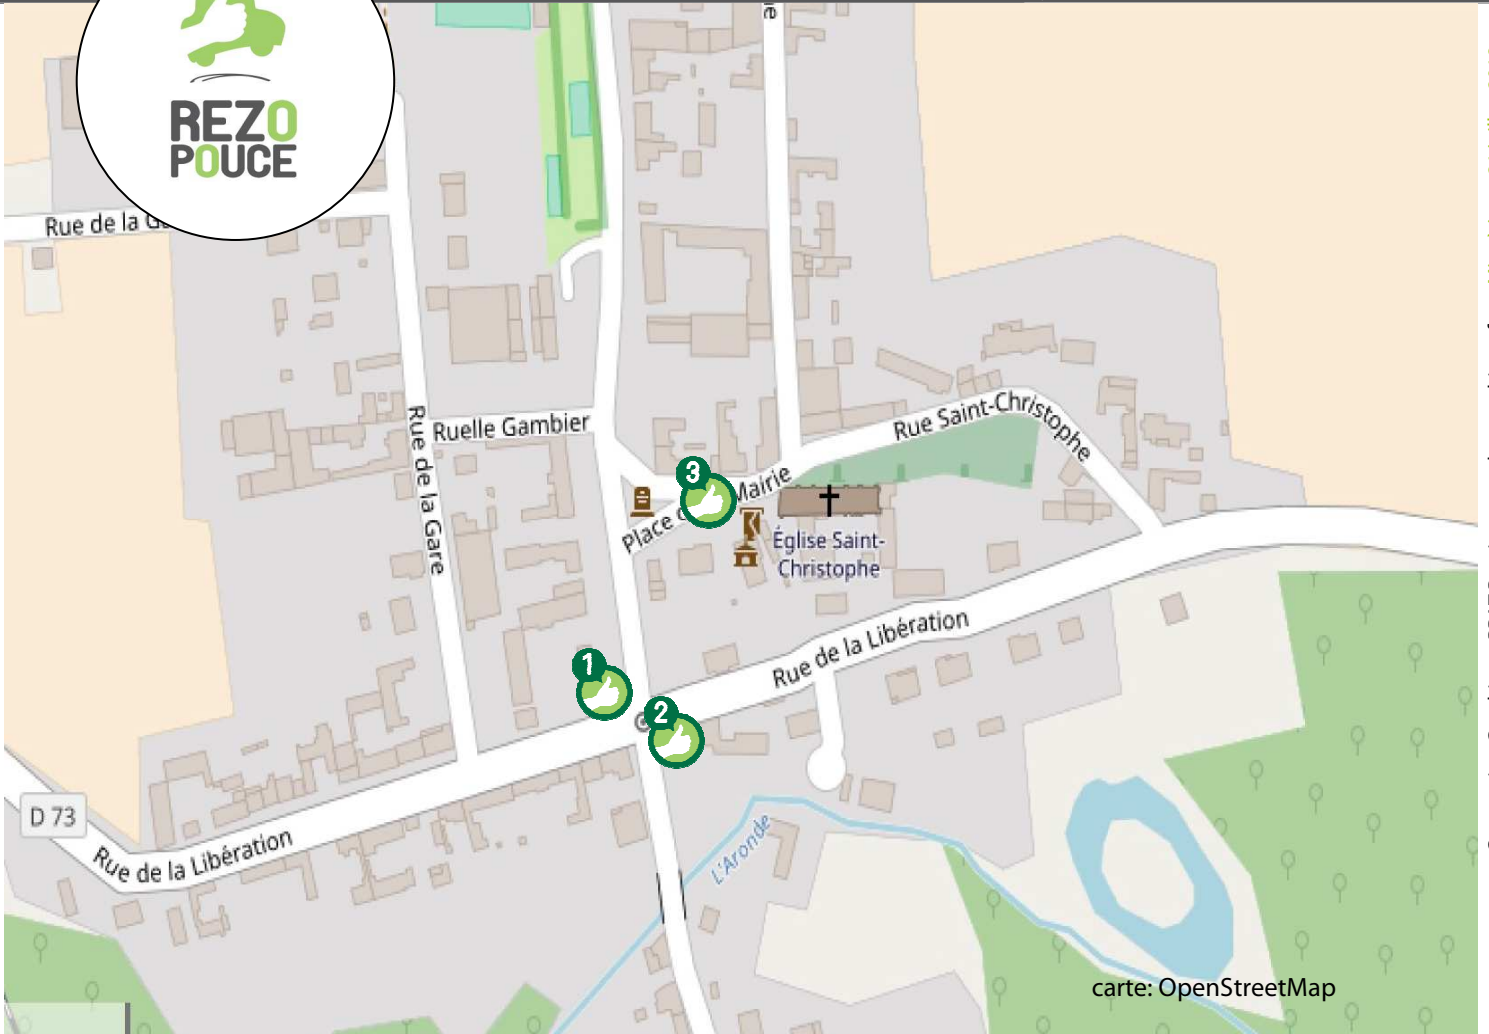 REZO
POUCE
Rue de la
Rue de la Gare
Ruelle Gambier
Rue Saint-Christophe
3
Place Mairie
Église Saint-
Christophe
1
2
Rue de la Libération
D 73
Rue de la Libération
L'Aronde
carte: OpenStreetMap